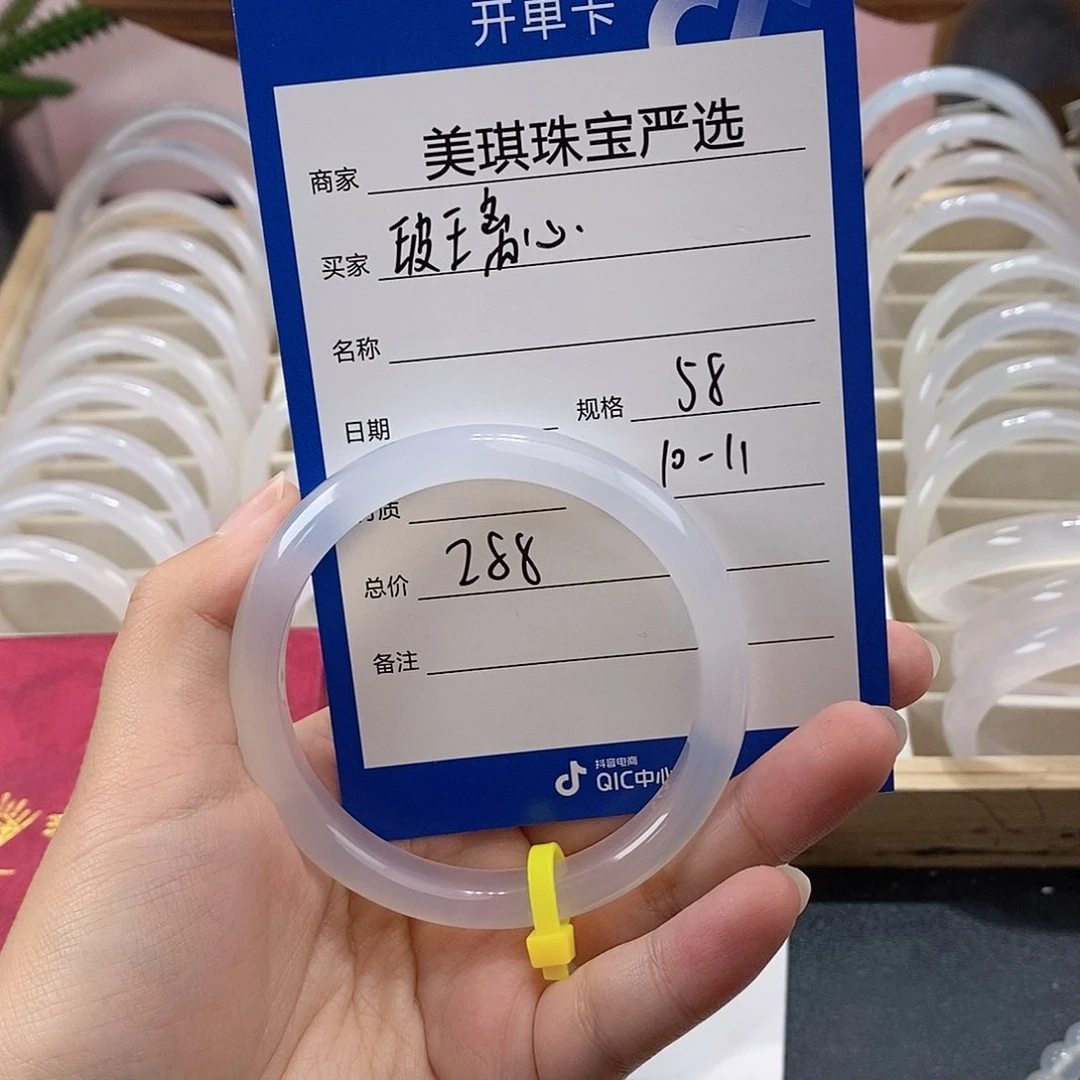 开单卡
商家 美琪珠宝严选
买家 玻璃心.
名称
日期 规格 58
10-11
质
总价 288
备注
抖音电商
QIC中心